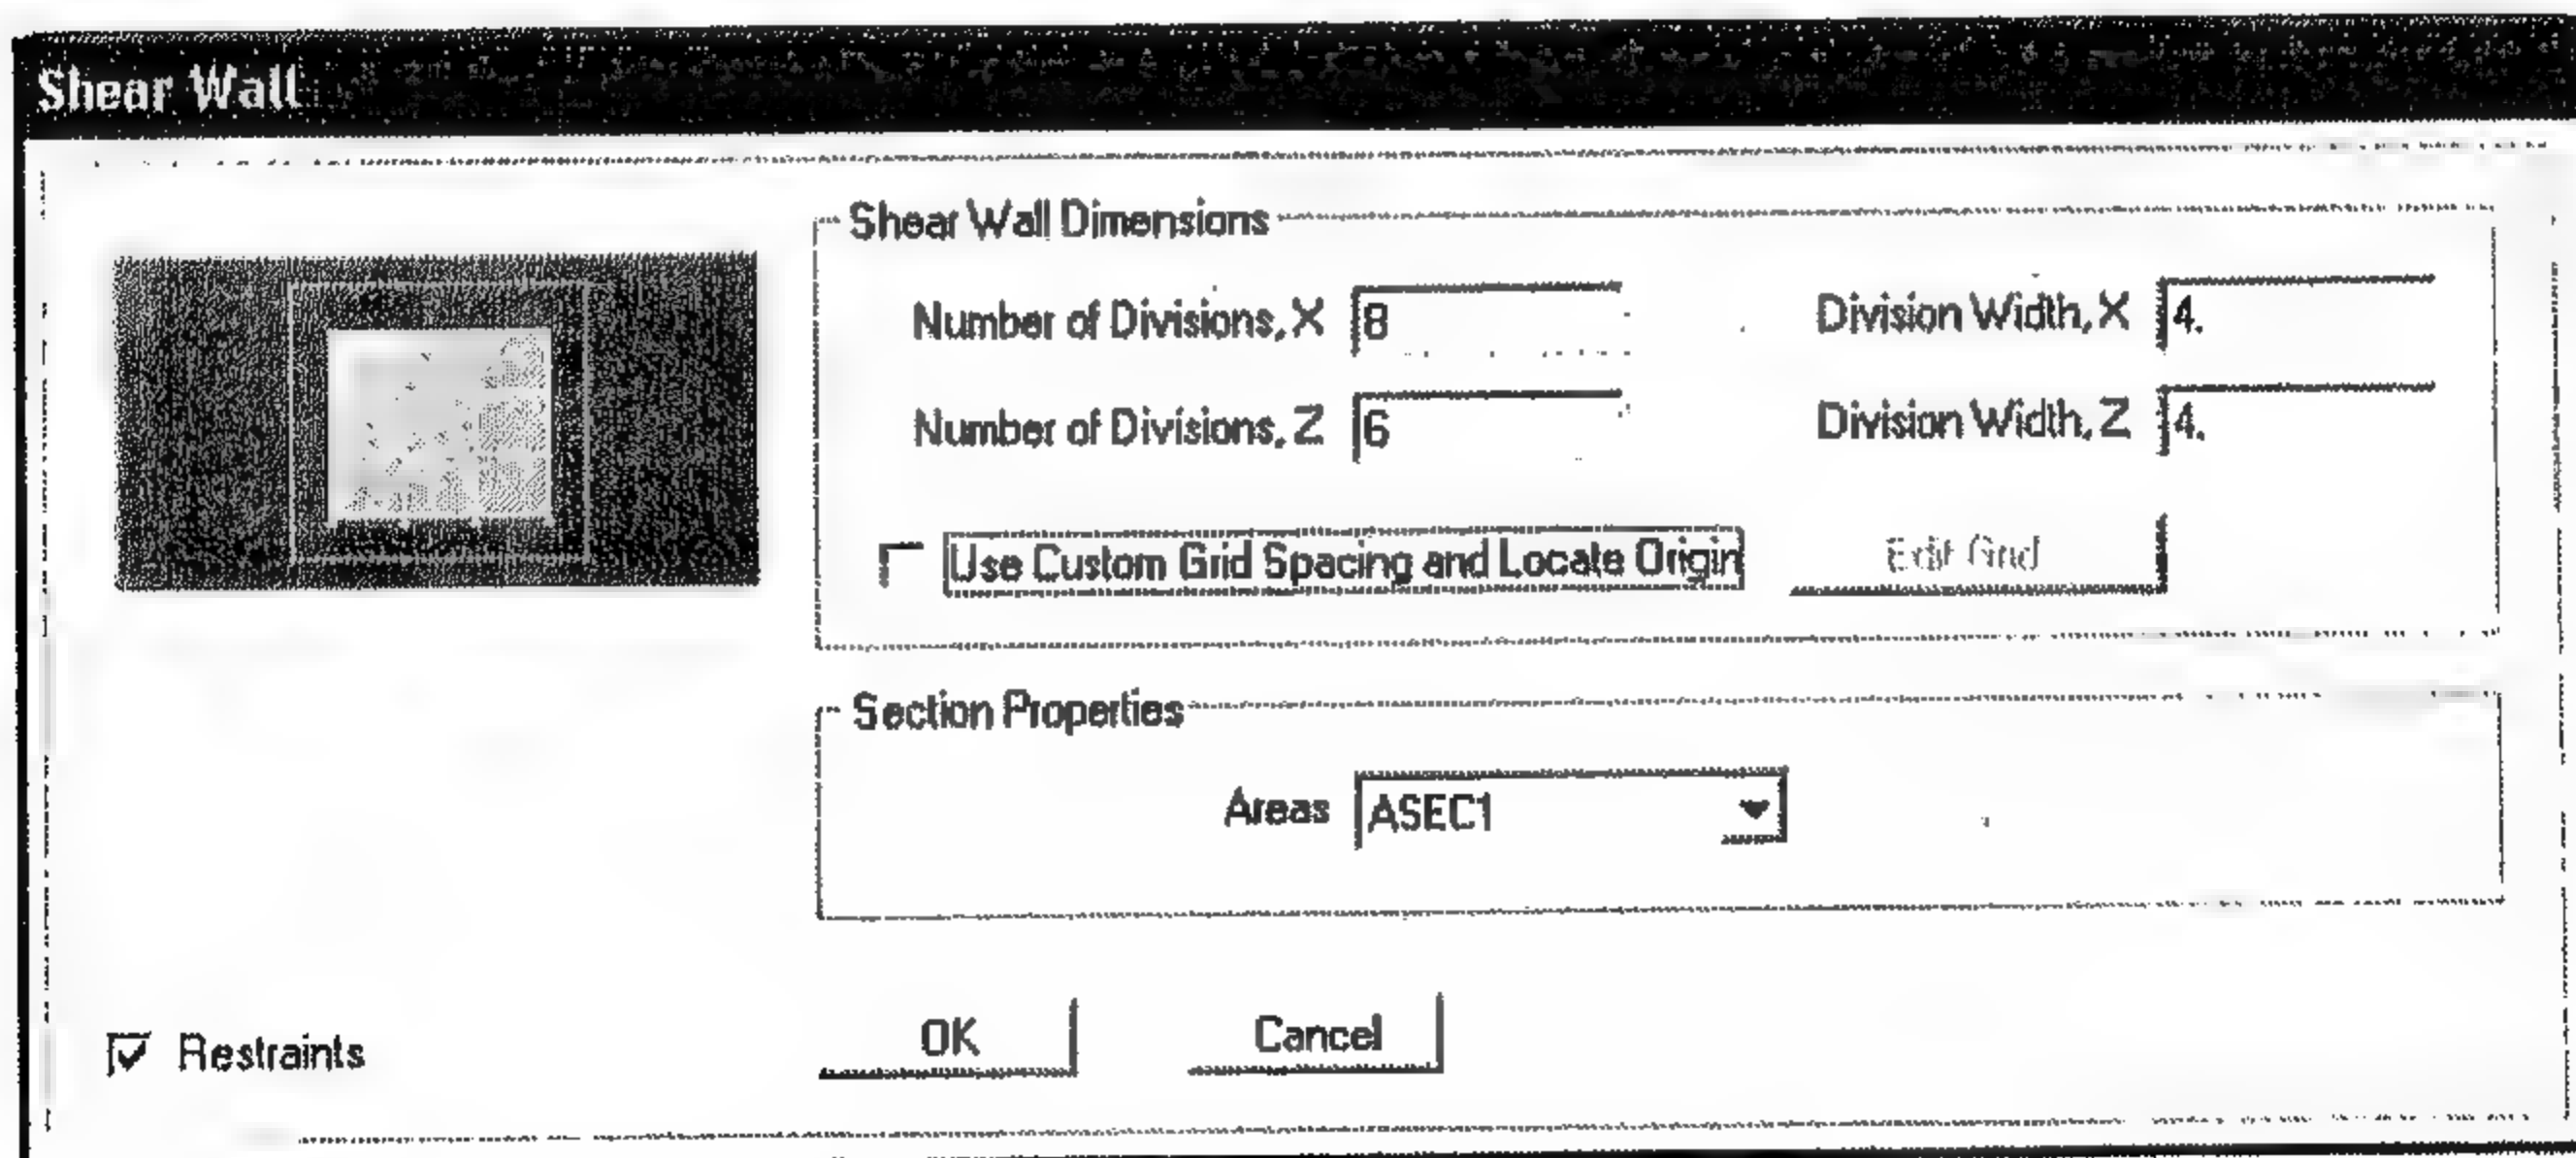 Shear Wall
Shear Wall Dimensions
Number of Divisions, X 8 Division Width, X 4.
Number of Divisions, Z 6 Division Width, Z 4.
Use Custom Grid Spacing and Locate Origin Edit Grid
Section Properties
Areas ASEC1
Restraints OK Cancel